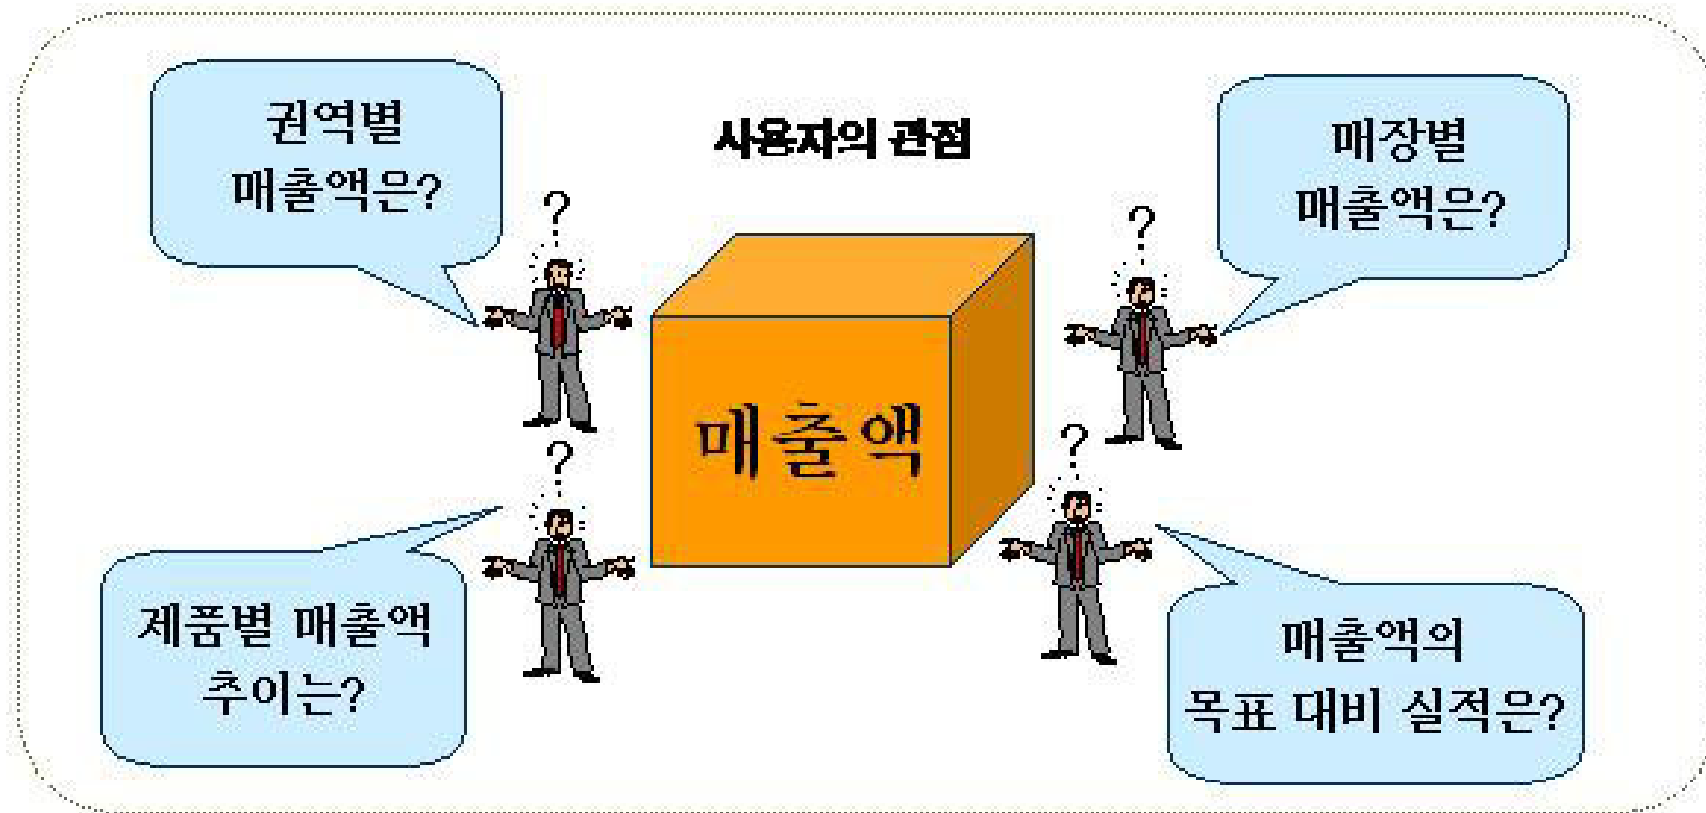 사용자의 관점
권역별
매출액은?
매장별
매출액은?
?
?
매출액
?
?
제품별 매출액
추이는?
매출액의
목표 대비 실적은?